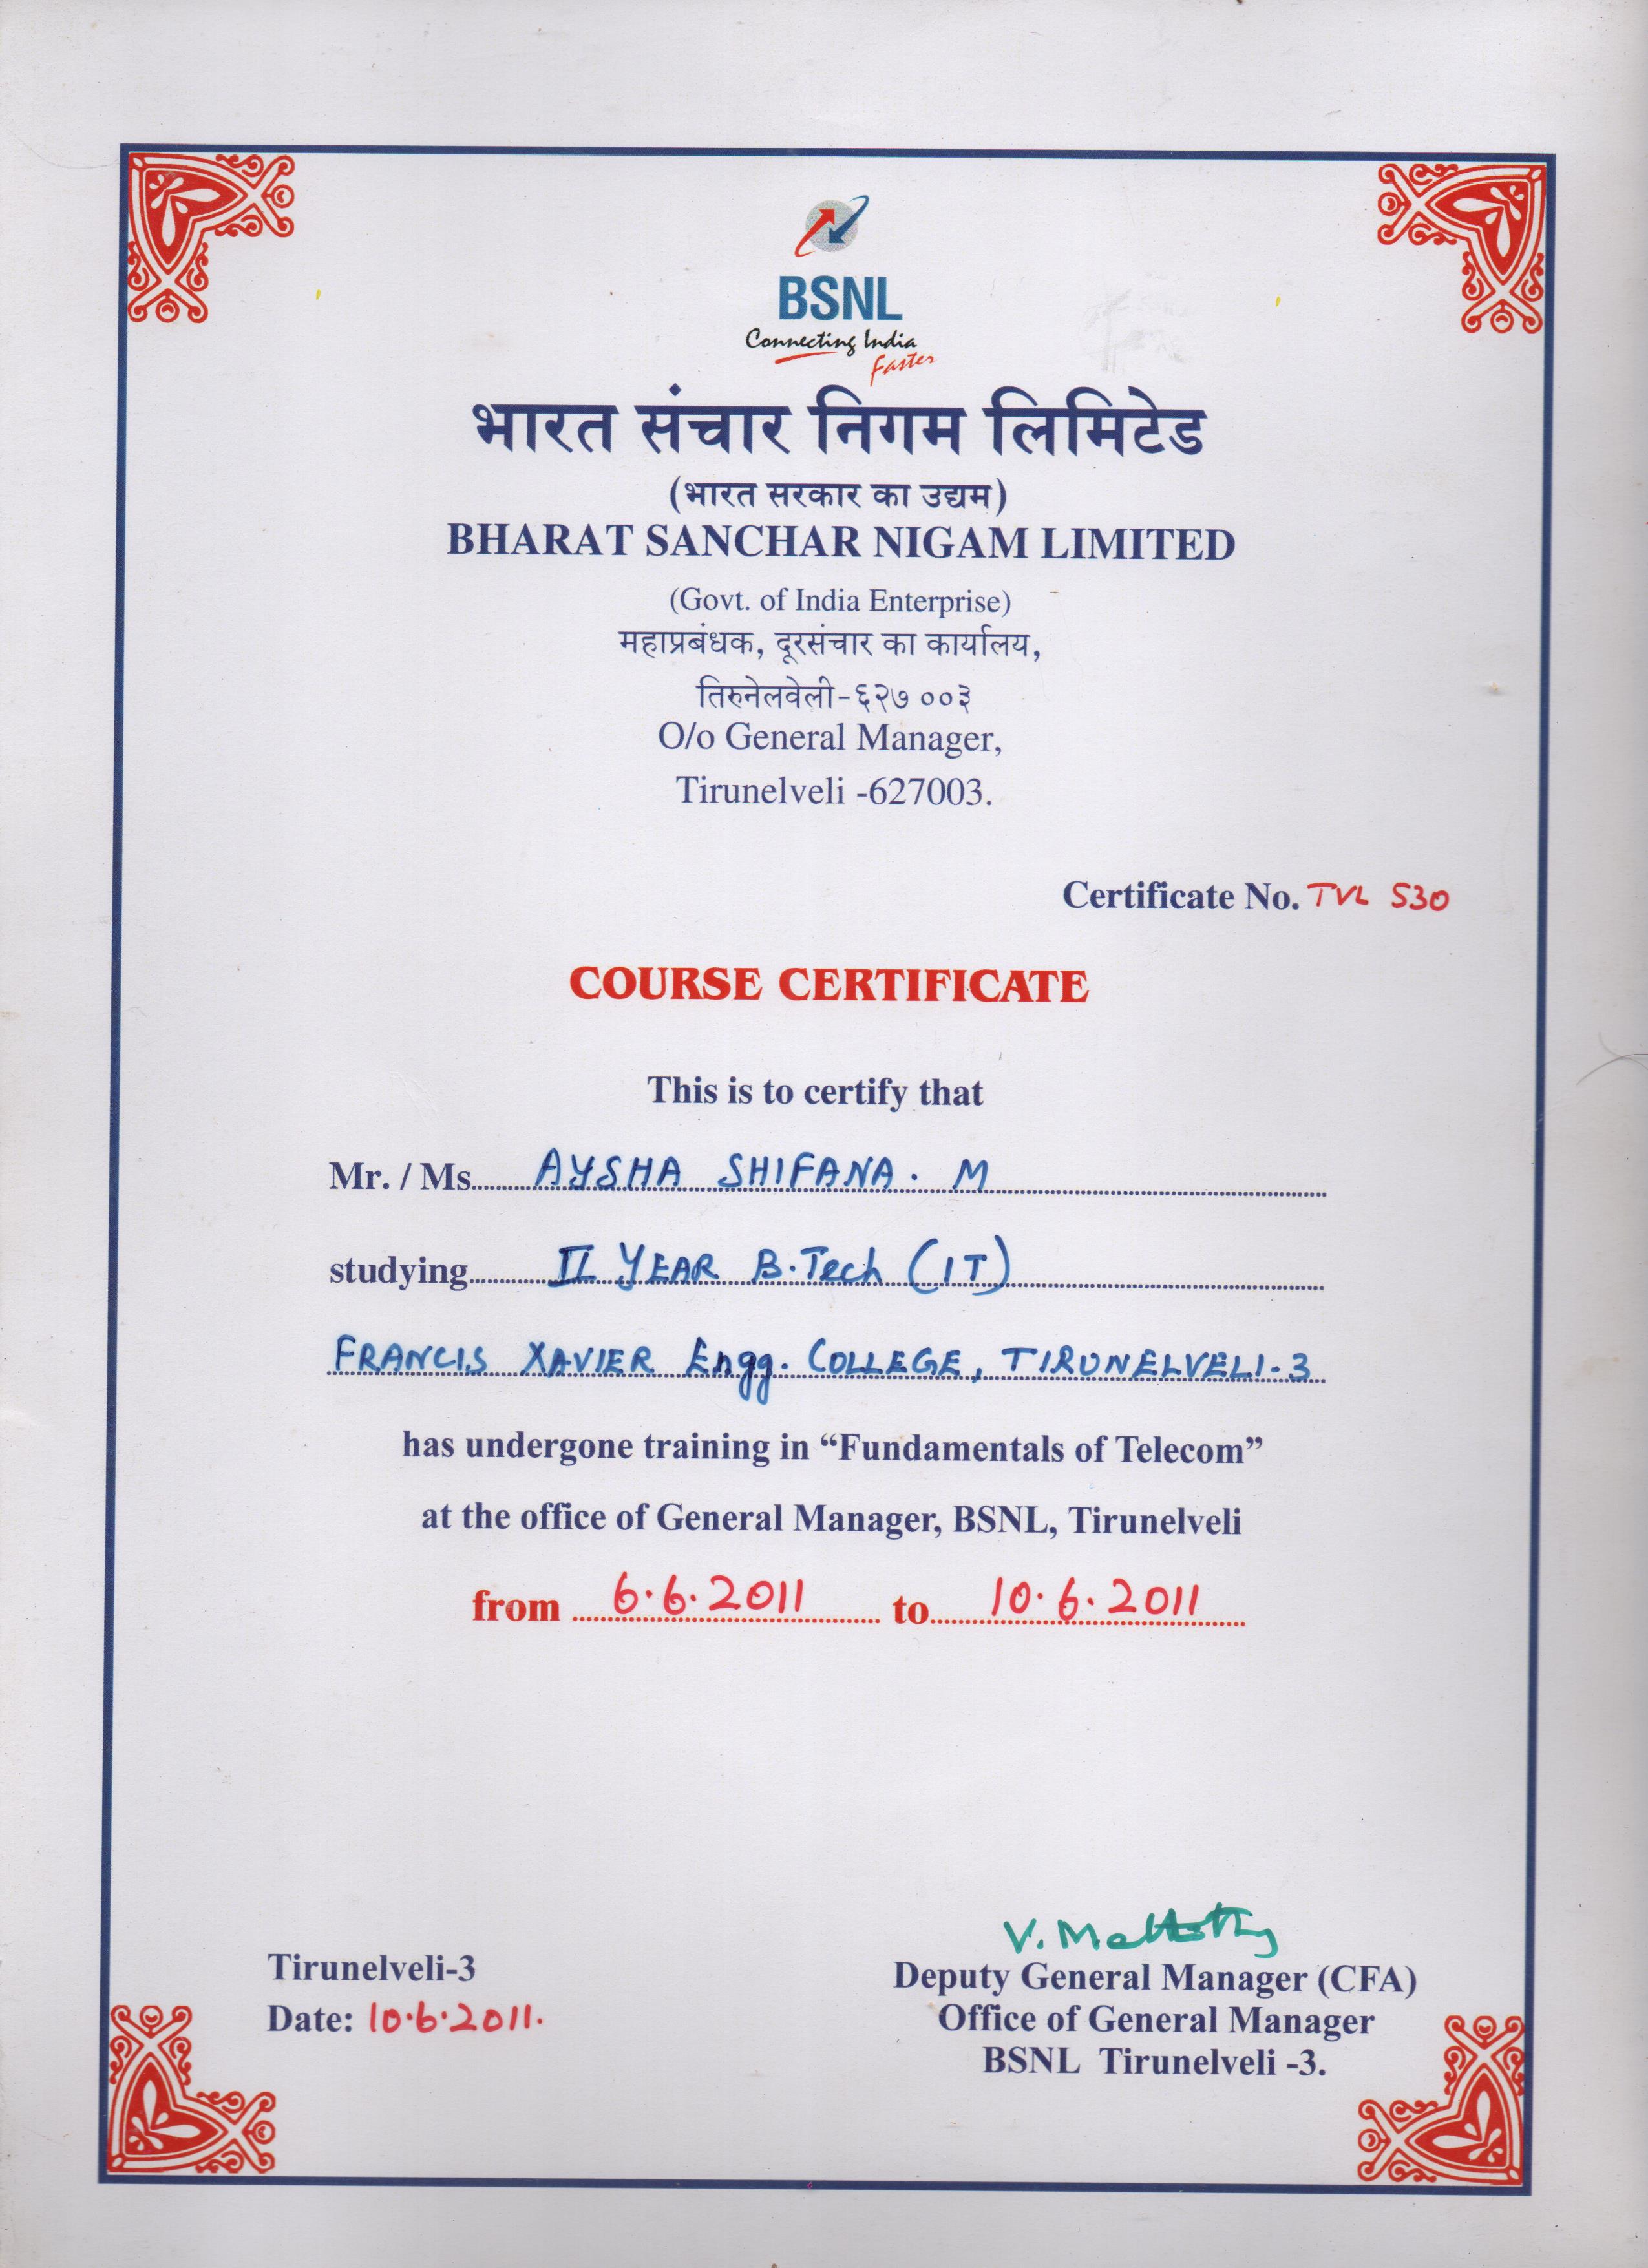 BSNL
Connecting India
faster
भारत संचार निगम लिमिटेड
(भारत सरकार का उद्यम)
BHARAT SANCHAR NIGAM LIMITED
(Govt. of India Enterprise)
महाप्रबंधक, दूरसंचार का कार्यालय,
तिरुनेलवेली-६२७ ००३
O/o General Manager,
Tirunelveli -627003.
Certificate No. TVL 530
COURSE CERTIFICATE
This is to certify that
Mr. / Ms. AYSHA SHIFANA. M
studying II YEAR B.Tech (IT)
FRANCIS XAVIER Engg. COLLEGE, TIRUNELVELI-3
has undergone training in “Fundamentals of Telecom”
at the office of General Manager, BSNL, Tirunelveli
from 6.6.2011 to 10.6.2011
V.
Tirunelveli-3
Deputy General Manager (CFA)
Date: 10.6.2011.
Office of General Manager
BSNL Tirunelveli -3.